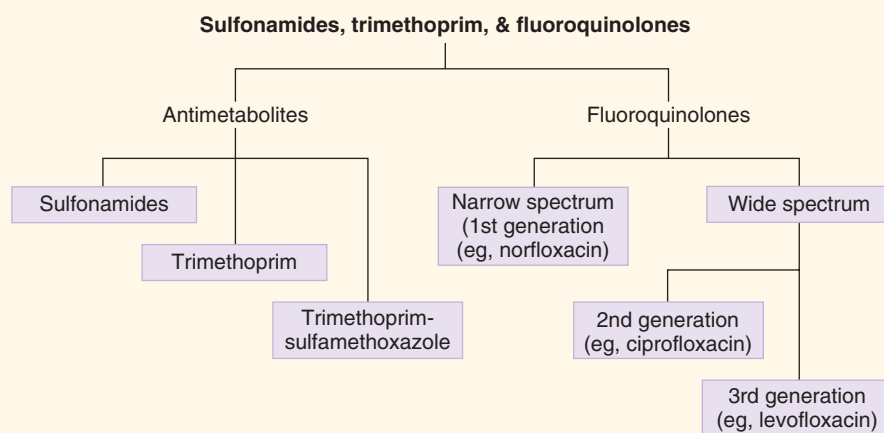 Sulfonamides, trimethoprim, & fluoroquinolones
Antimetabolites
Fluoroquinolones
Sulfonamides
Trimethoprim
Trimethoprim-
sulfamethoxazole
Narrow spectrum
(1st generation
(eg, norfloxacin)
Wide spectrum
2nd generation
(eg, ciprofloxacin)
3rd generation
(eg, levofloxacin)